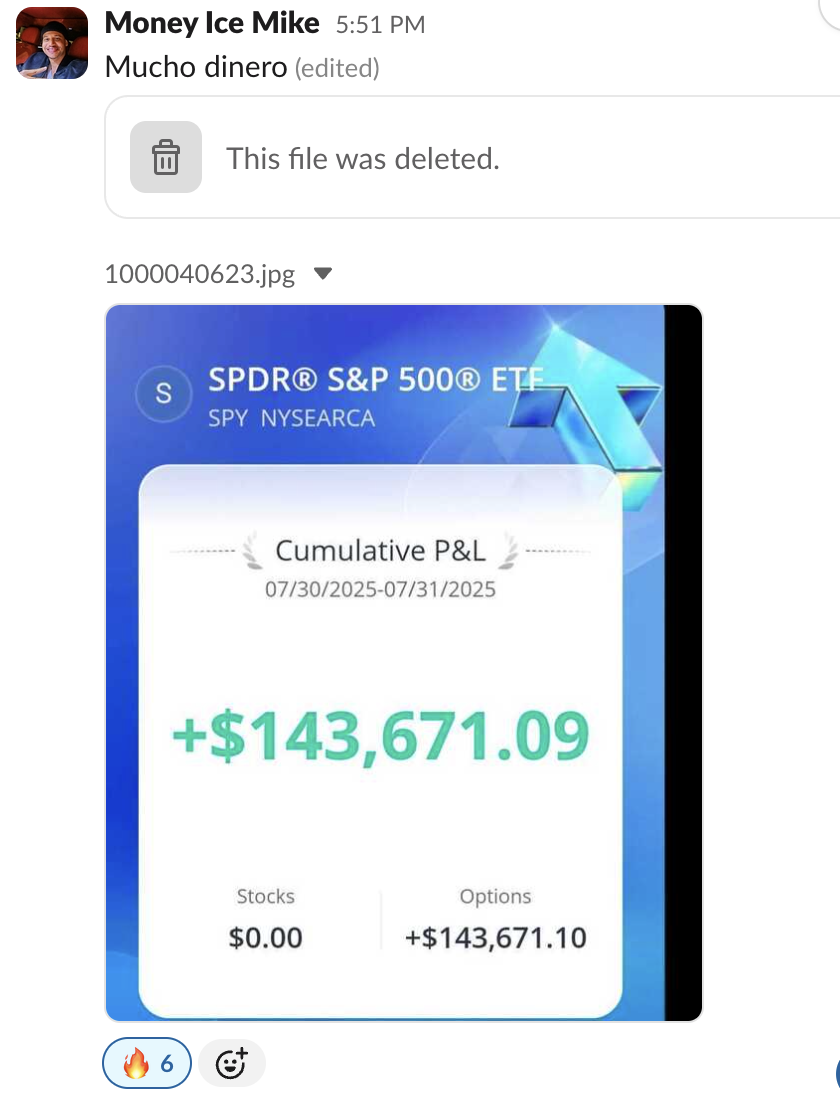 Money Ice Mike 5:51 PM
Mucho dinero (edited)
This file was deleted.
1000040623.jpg
S
SPDR® S&P 500® ETF
SPY NYSEARCA
Cumulative P&L
07/30/2025-07/31/2025
+$143,671.09
Stocks
Options
$0.00
+$143,671.10
6